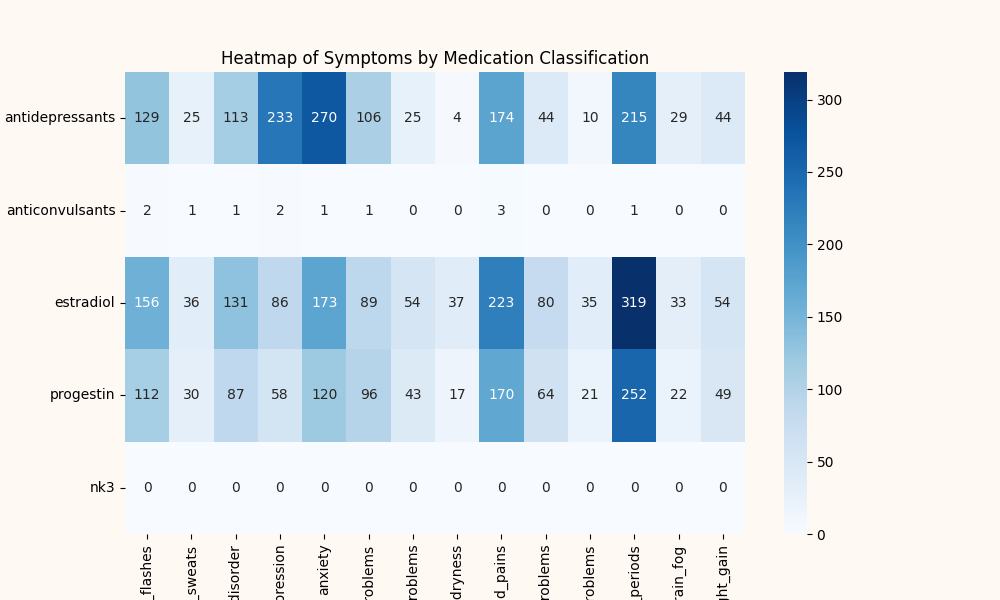 Heatmap of Symptoms by Medication Classification
antidepressants 129 25 113 233 270 106 25 4 174 44 10 215 29 44
anticonvulsants 2 1 1 2 1 1 0 0 3 0 0 1 0 0
estradiol 156 36 131 86 173 89 54 37 223 80 35 319 33 54
progestin 112 30 87 58 120 96 43 17 170 64 21 252 22 49
nk3 0 0 0 0 0 0 0 0 0 0 0 0 0 0
_flashes
_sweats
disorder
pression
anxiety
roblems
roblems
dryness
d_pains
roblems
roblems
_periods
rain_fog
ght_gain
300
250
200
150
100
50
0